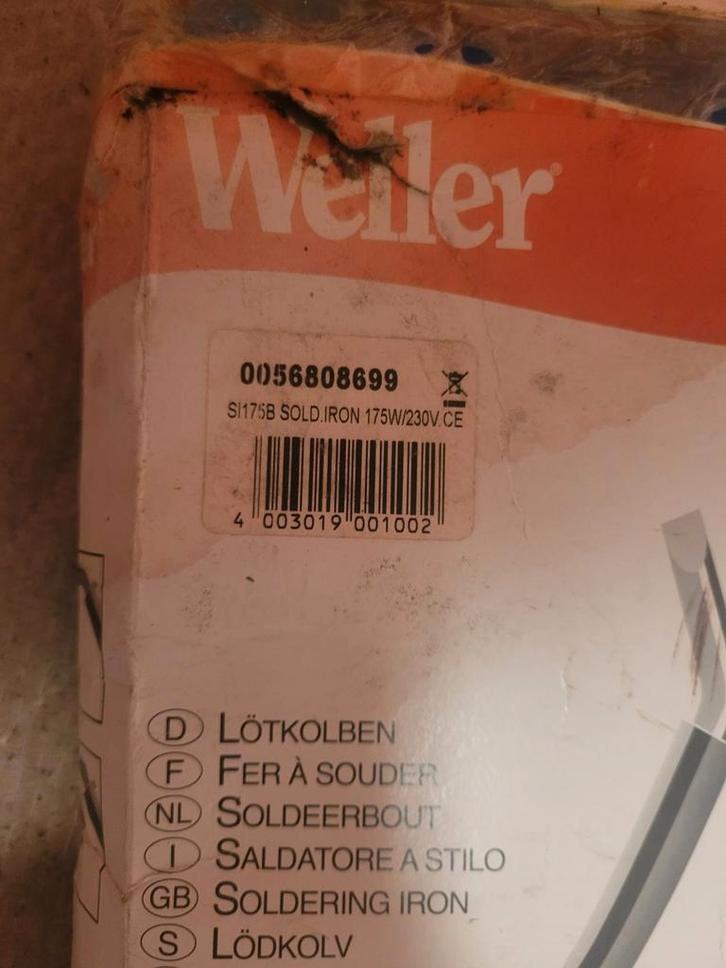 Weller®
0056808699
SI175B SOLD.IRON 175W/230V.CE
4 003019 001002
D LÖTKOLBEN
F FER À SOUDER
NL SOLDEERBOUT
I SALDATORE A STILO
GB SOLDERING IRON
S LÖDKOLV